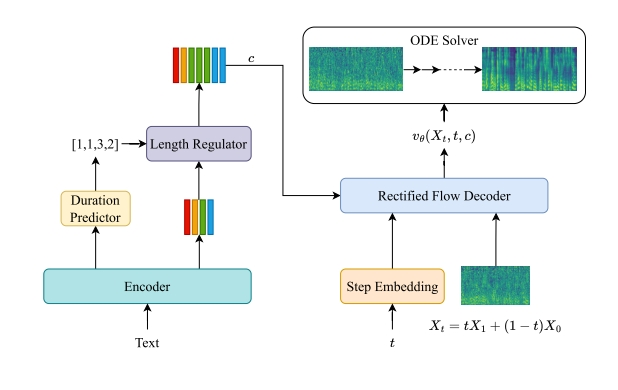 ODE Solver
c
[1,1,3,2]
Length Regulator
v_θ(X_t, t, c)
Duration
Predictor
Rectified Flow Decoder
Encoder
Step Embedding
X_t = tX_1 + (1 − t)X_0
Text
t